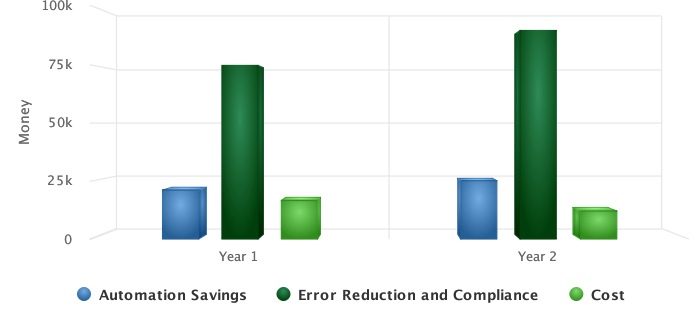 100k
75k
50k
25k
0
Money
Year 1
Year 2
Automation Savings
Error Reduction and Compliance
Cost